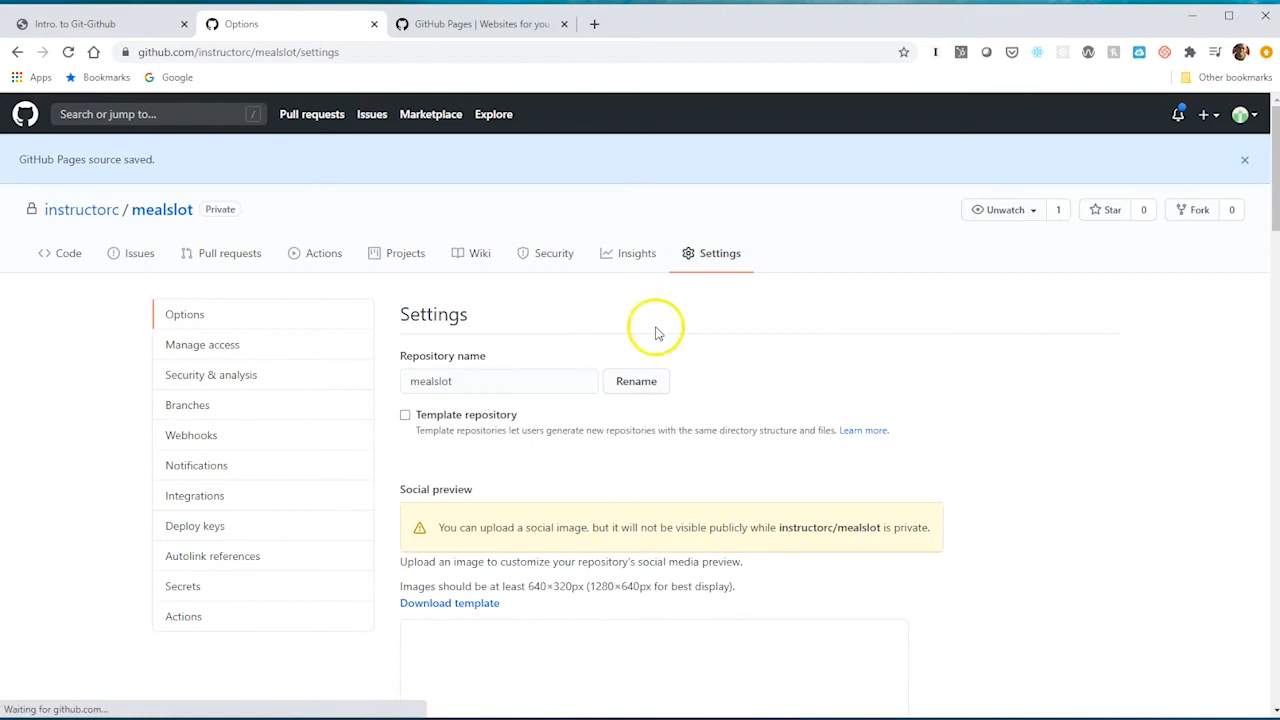 Intro. to Git-Github
Options
GitHub Pages | Websites for you
github.com/instructorc/mealslot/settings
Apps
Bookmarks
Google
Other bookmarks
Search or jump to...
/
Pull requests
Issues
Marketplace
Explore
GitHub Pages source saved.
instructorc / mealslot
Private
Unwatch
1
Star
0
Fork
0
Code
Issues
Pull requests
Actions
Projects
Wiki
Security
Insights
Settings
Options
Manage access
Security & analysis
Branches
Webhooks
Notifications
Integrations
Deploy keys
Autolink references
Secrets
Actions
Settings
Repository name
mealslot
Rename
Template repository
Template repositories let users generate new repositories with the same directory structure and files. Learn more.
Social preview
You can upload a social image, but it will not be visible publicly while instructorc/mealslot is private.
Upload an image to customize your repository's social media preview.
Images should be at least 640×320px (1280×640px for best display).
Download template
Waiting for github.com...